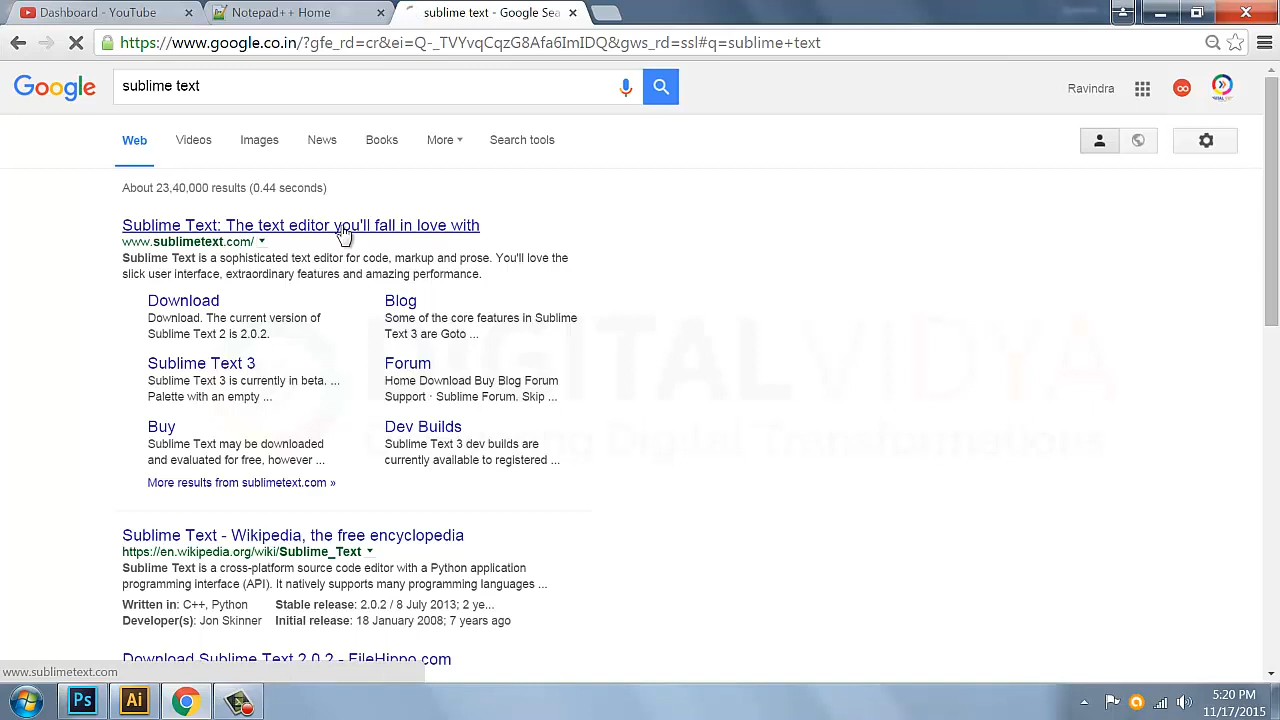 Dashboard - YouTube
Notepad++ Home
sublime text - Google Sea
https://www.google.co.in/?gfe_rd=cr&ei=Q-_TVYvqCqzG8Afa6ImIDQ&gws_rd=ssl#q=sublime+text
Google
sublime text
Ravindra
Web Videos Images News Books More Search tools
About 23,40,000 results (0.44 seconds)
Sublime Text: The text editor you'll fall in love with
www.sublimetext.com/
Sublime Text is a sophisticated text editor for code, markup and prose. You'll love the
slick user interface, extraordinary features and amazing performance.
Download
Download. The current version of
Sublime Text 2 is 2.0.2.
Blog
Some of the core features in Sublime
Text 3 are Goto ...
Sublime Text 3
Sublime Text 3 is currently in beta. ...
Palette with an empty ...
Forum
Home Download Buy Blog Forum
Support · Sublime Forum. Skip ...
Buy
Sublime Text may be downloaded
and evaluated for free, however ...
Dev Builds
Sublime Text 3 dev builds are
currently available to registered ...
More results from sublimetext.com »
DIGITAL VIDYA
Digital Transformations
Sublime Text - Wikipedia, the free encyclopedia
https://en.wikipedia.org/wiki/Sublime_Text
Sublime Text is a cross-platform source code editor with a Python application
programming interface (API). It natively supports many programming languages ...
Written in: C++, Python Stable release: 2.0.2 / 8 July 2013; 2 ye...
Developer(s): Jon Skinner Initial release: 18 January 2008; 7 years ago
Download Sublime Text 2.0.2 - FileHippo.com
www.sublimetext.com
Ps
Ai
5:20 PM
11/17/2015